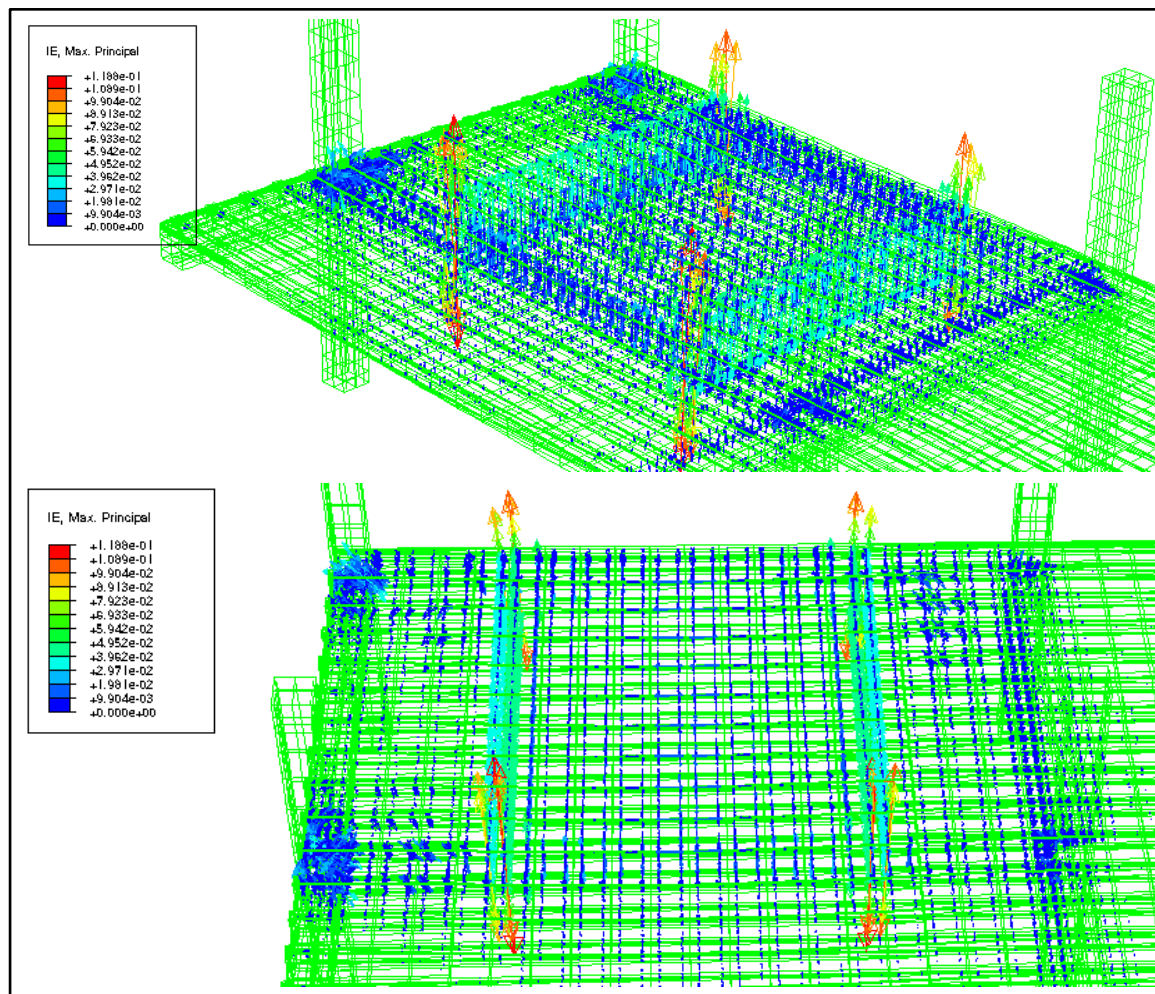 IE, Max. Principal
+1.188e-01
+1.089e-01
+9.904e-02
+8.913e-02
+7.923e-02
+6.933e-02
+5.942e-02
+4.952e-02
+3.962e-02
+2.971e-02
+1.981e-02
+9.904e-03
+0.000e+00
IE, Max. Principal
+1.188e-01
+1.089e-01
+9.904e-02
+8.913e-02
+7.923e-02
+6.933e-02
+5.942e-02
+4.952e-02
+3.962e-02
+2.971e-02
+1.981e-02
+9.904e-03
+0.000e+00